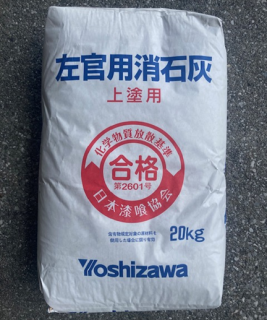 左官用消石灰
上塗用
化学物質放散基準
合格
第2601号
日本漆喰協会
20kg
Yoshizawa